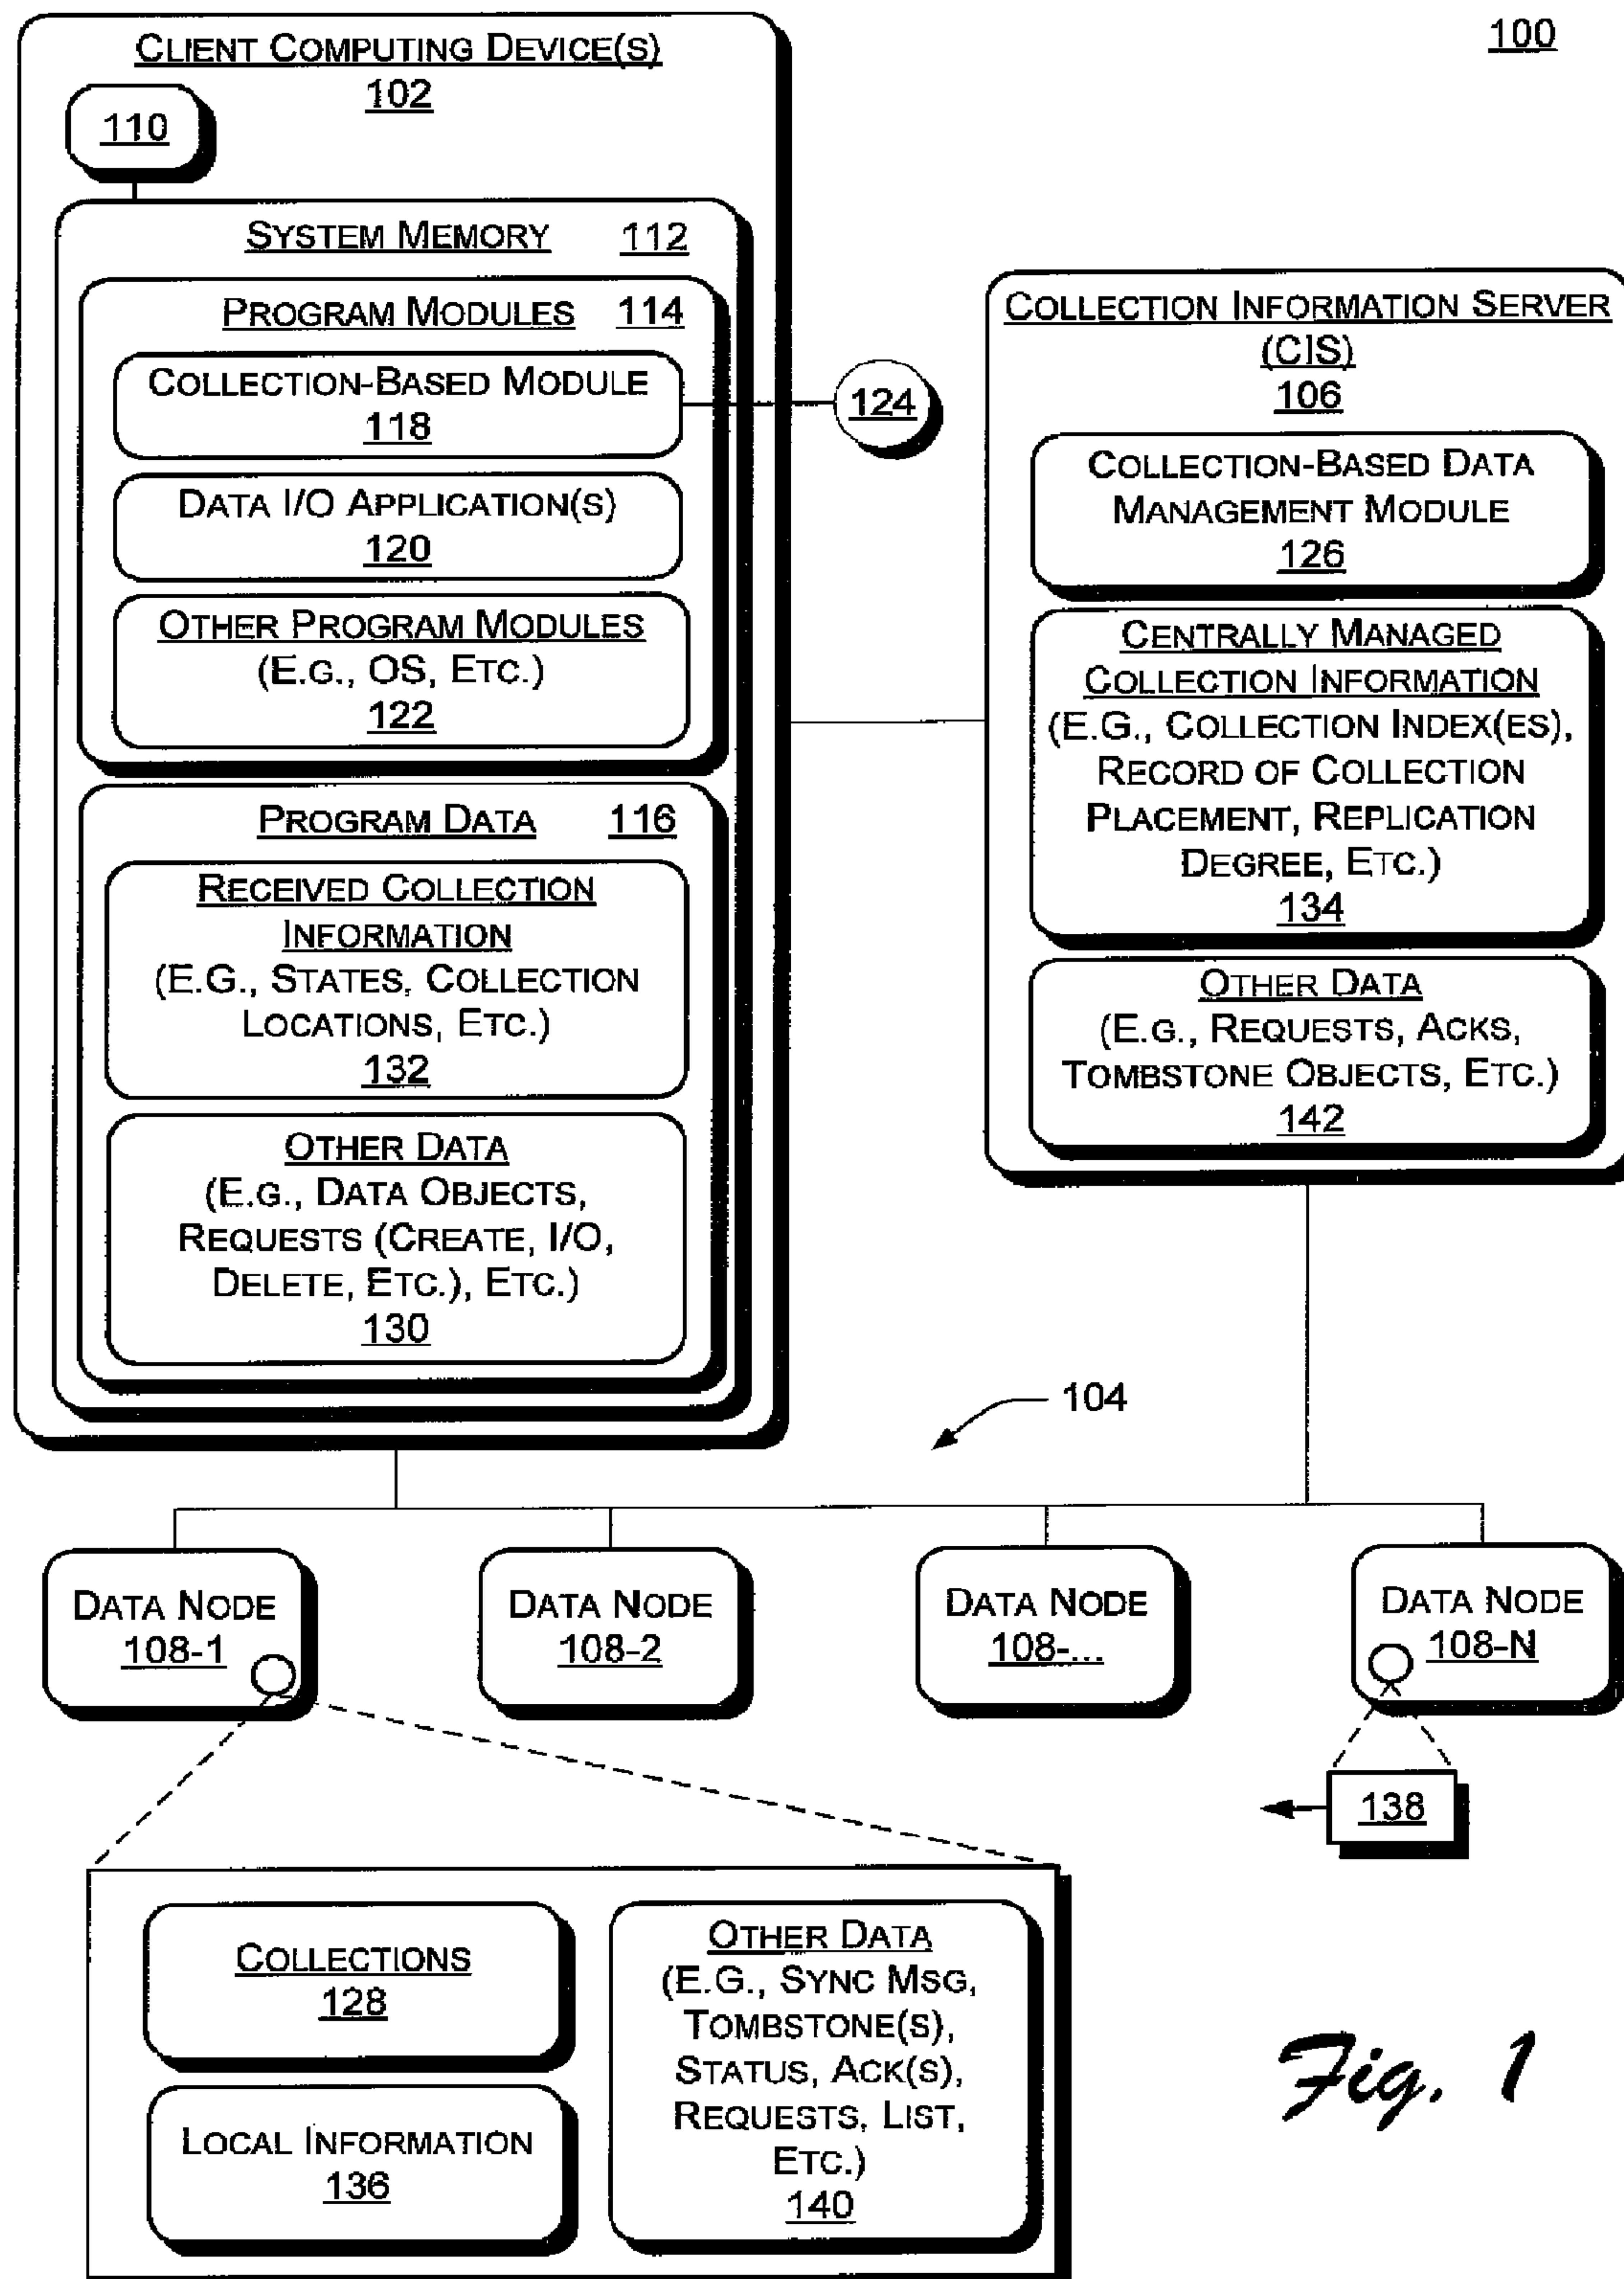 100
CLIENT COMPUTING DEVICE(S)
102
110
SYSTEM MEMORY 112
PROGRAM MODULES 114
COLLECTION-BASED MODULE
118
124
DATA I/O APPLICATION(S)
120
OTHER PROGRAM MODULES
(E.G., OS, ETC.)
122
PROGRAM DATA 116
RECEIVED COLLECTION
INFORMATION
(E.G., STATES, COLLECTION
LOCATIONS, ETC.)
132
OTHER DATA
(E.G., DATA OBJECTS,
REQUESTS (CREATE, I/O,
DELETE, ETC.), ETC.)
130
COLLECTION INFORMATION SERVER
(CIS)
106
COLLECTION-BASED DATA
MANAGEMENT MODULE
126
CENTRALLY MANAGED
COLLECTION INFORMATION
(E.G., COLLECTION INDEX(ES),
RECORD OF COLLECTION
PLACEMENT, REPLICATION
DEGREE, ETC.)
134
OTHER DATA
(E.G., REQUESTS, ACKS,
TOMBSTONE OBJECTS, ETC.)
142
104
DATA NODE
108-1
DATA NODE
108-2
DATA NODE
108-...
DATA NODE
108-N
138
COLLECTIONS
128
LOCAL INFORMATION
136
OTHER DATA
(E.G., SYNC MSG,
TOMBSTONE(S),
STATUS, ACK(S),
REQUESTS, LIST,
ETC.)
140
Fig. 1